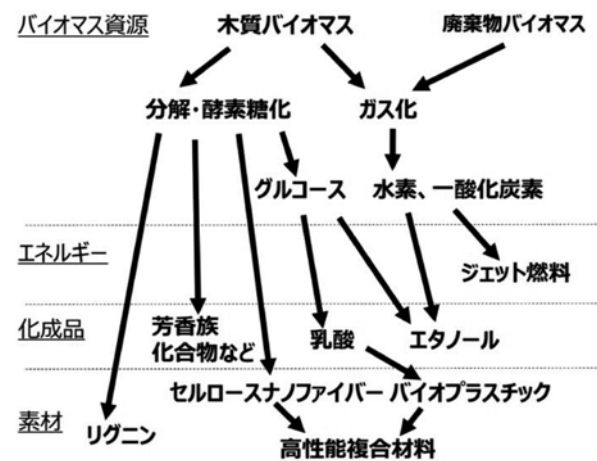 バイオマス資源 木質バイオマス 廃棄物バイオマス
分解・酵素糖化 ガス化
グルコース 水素、一酸化炭素
エネルギー
ジェット燃料
化成品 芳香族
化合物など 乳酸 エタノール
セルロースナノファイバー バイオプラスチック
素材 リグニン
高性能複合材料